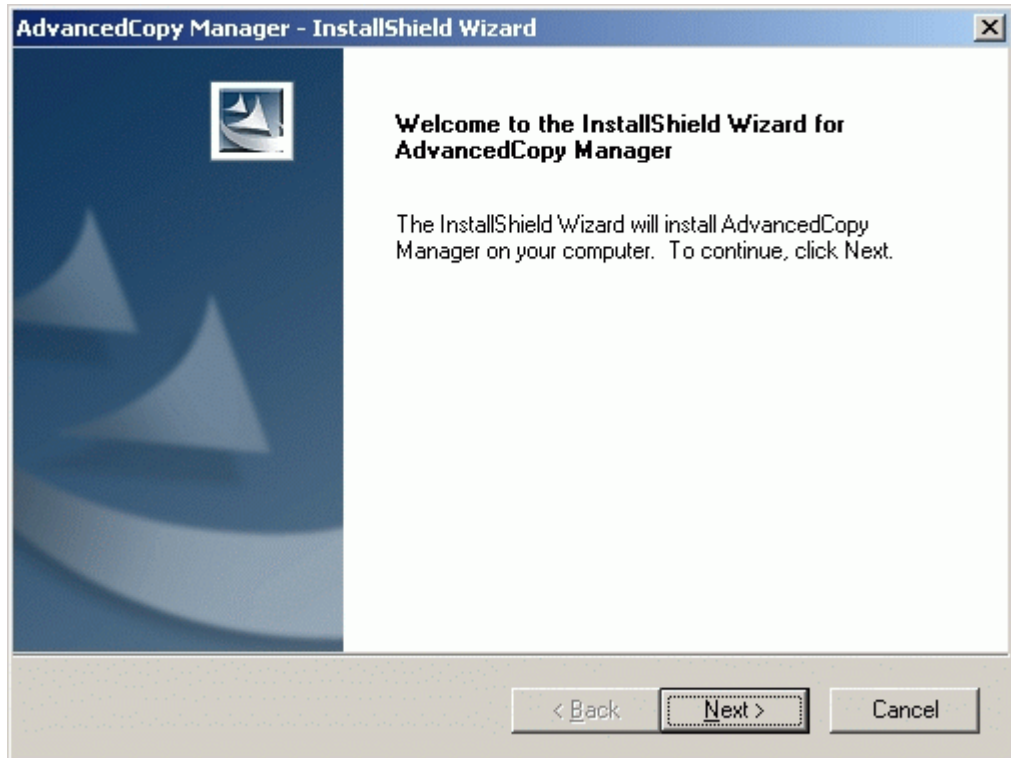 AdvancedCopy Manager - InstallShield Wizard
Welcome to the InstallShield Wizard for
AdvancedCopy Manager
The InstallShield Wizard will install AdvancedCopy
Manager on your computer.  To continue, click Next.
< Back
Next >
Cancel